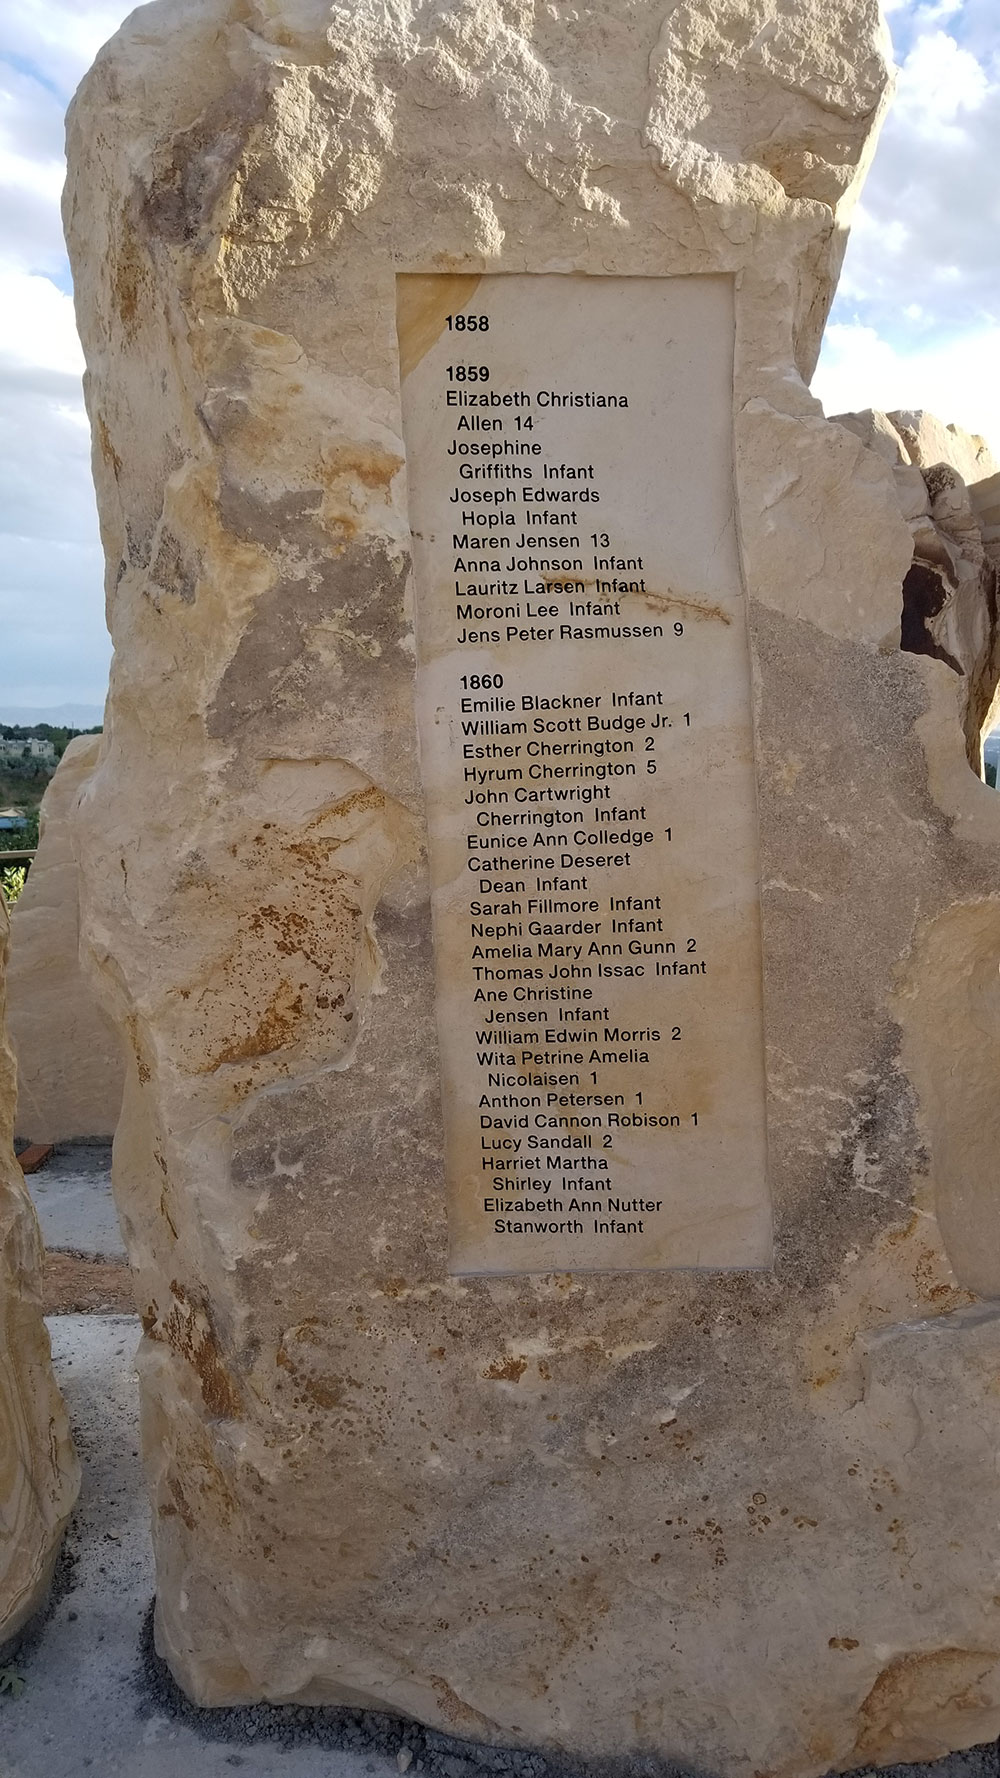 1858
1859
Elizabeth Christiana
Allen 14
Josephine
Griffiths Infant
Joseph Edwards
Hopla Infant
Maren Jensen 13
Anna Johnson Infant
Lauritz Larsen Infant
Moroni Lee Infant
Jens Peter Rasmussen 9
1860
Emilie Blackner Infant
William Scott Budge Jr. 1
Esther Cherrington 2
Hyrum Cherrington 5
John Cartwright
Cherrington Infant
Eunice Ann Colledge 1
Catherine Deseret
Dean Infant
Sarah Fillmore Infant
Nephi Gaarder Infant
Amelia Mary Ann Gunn 2
Thomas John Issac Infant
Ane Christine
Jensen Infant
William Edwin Morris 2
Wita Petrine Amelia
Nicolaisen 1
Anthon Petersen 1
David Cannon Robison 1
Lucy Sandall 2
Harriet Martha
Shirley Infant
Elizabeth Ann Nutter
Stanworth Infant